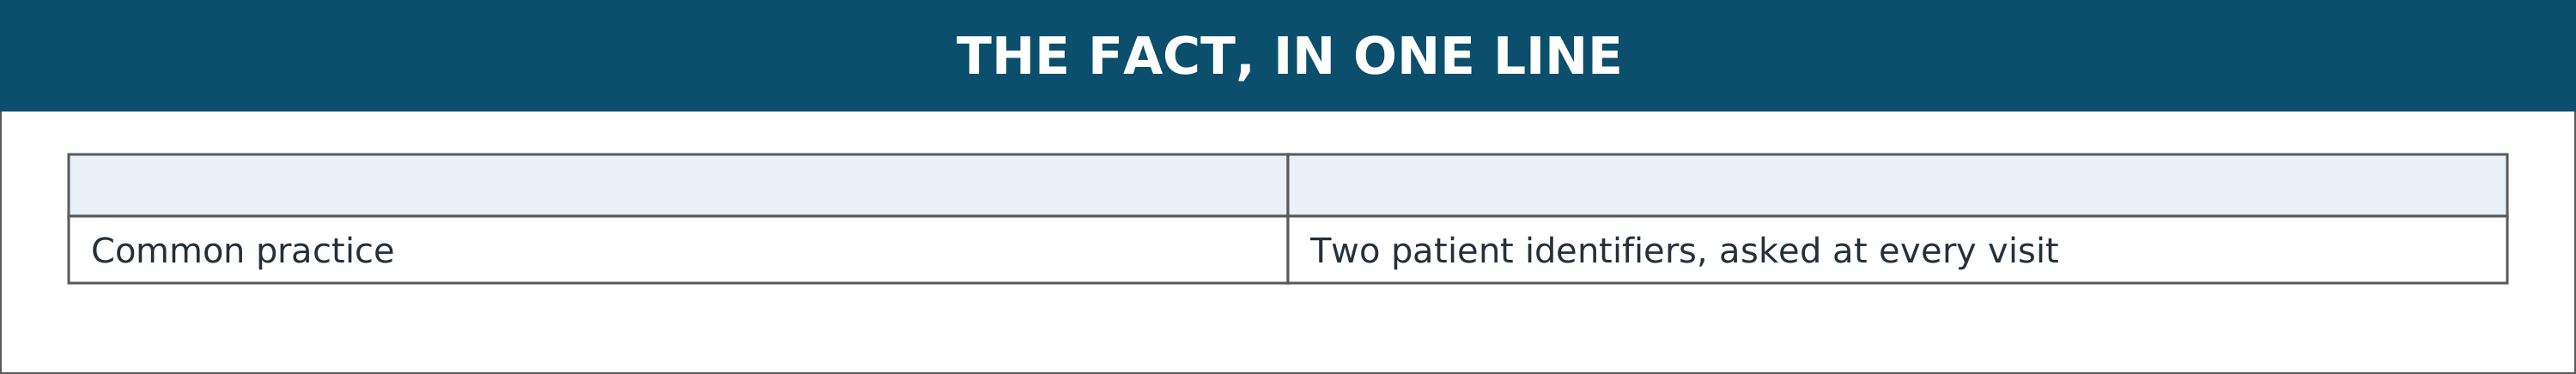 THE FACT, IN ONE LINE
Common practice
Two patient identifiers, asked at every visit